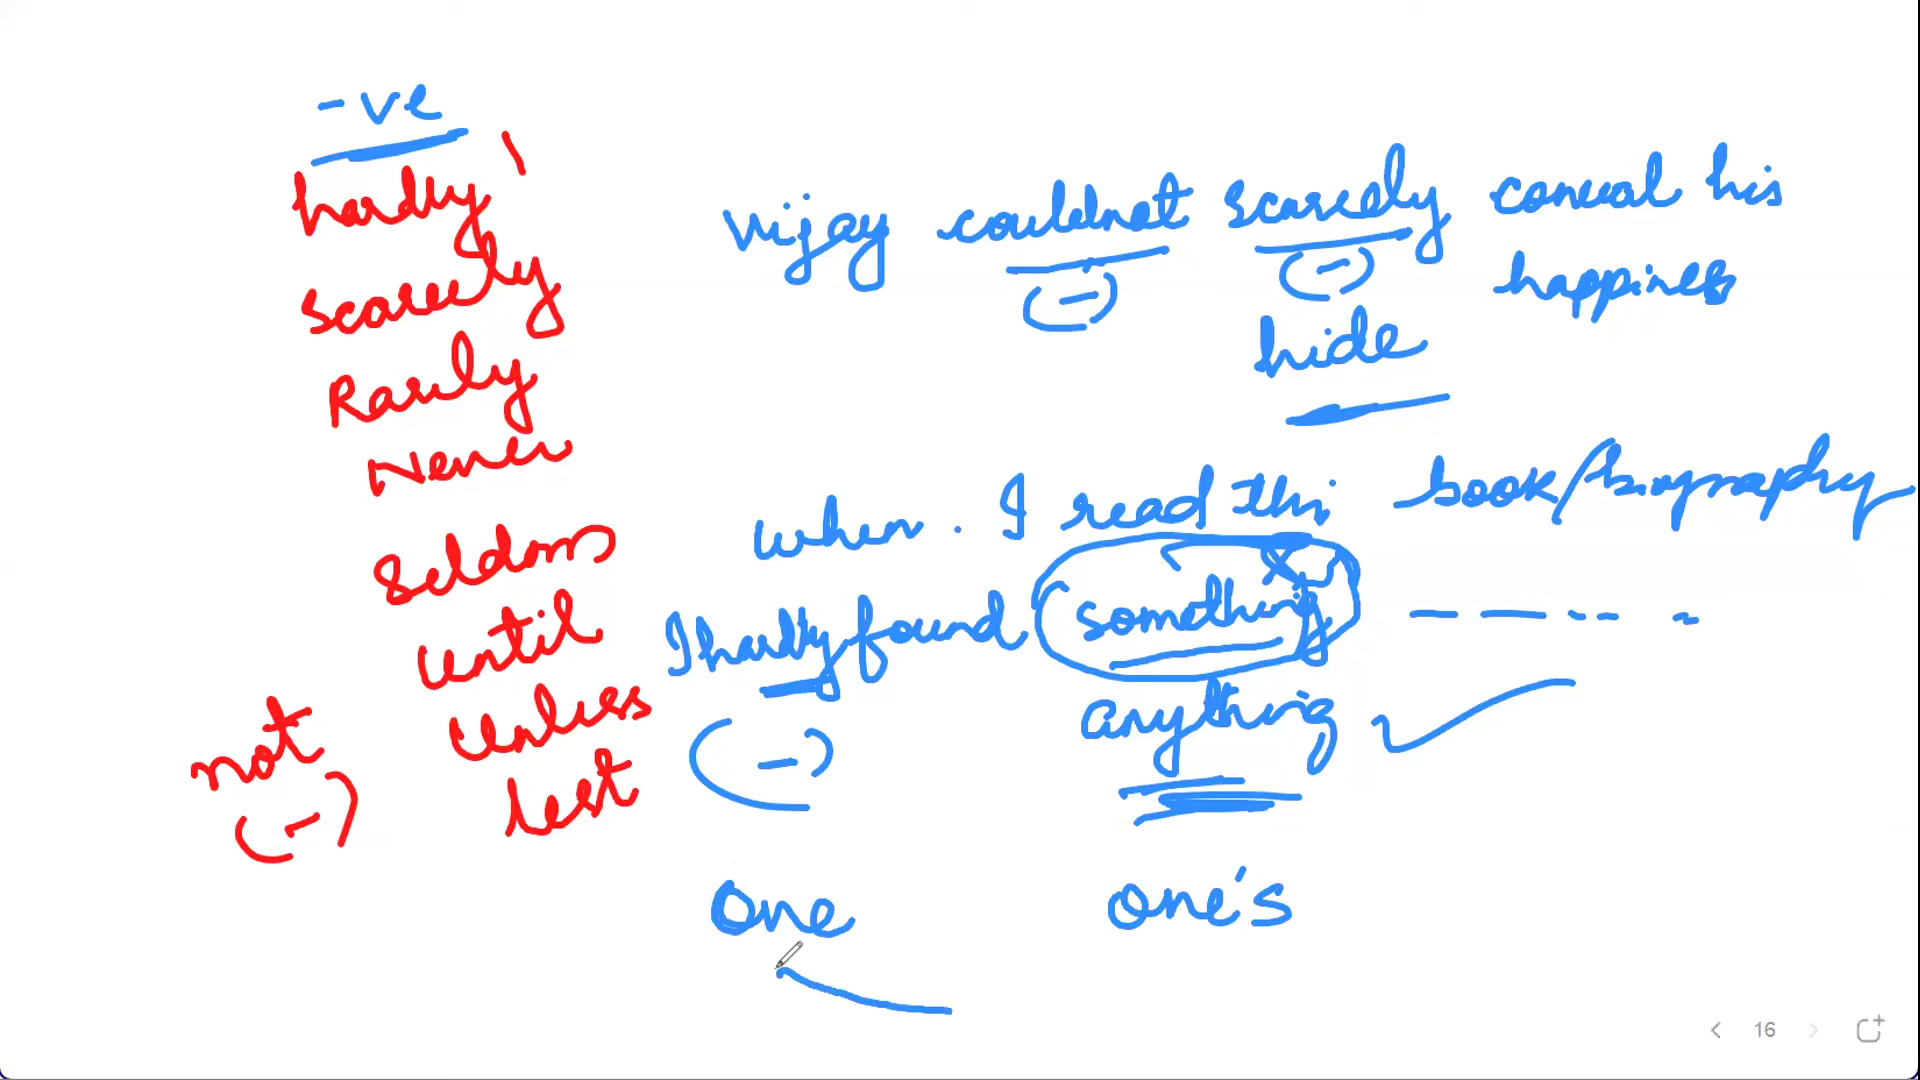 -ve
hardly
Scarcely
Rarely
Never
Seldom
Until
Unless
lest
not
(-)
Vijay couldnot scarcely conceal his
(-) (-) happiness
hide
when . I read this book/biography
I hardly found something
(-) anything
one one's
16